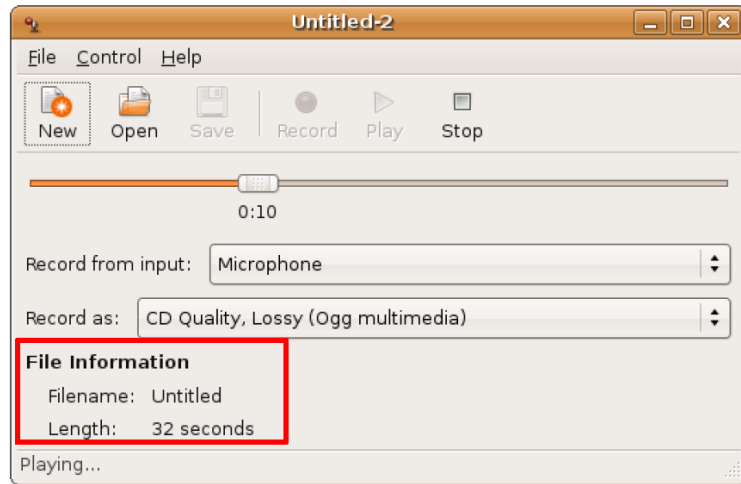 Untitled-2
File Control Help
New Open Save Record Play Stop
0:10
Record from input: Microphone
Record as: CD Quality, Lossy (Ogg multimedia)
File Information
Filename: Untitled
Length: 32 seconds
Playing...